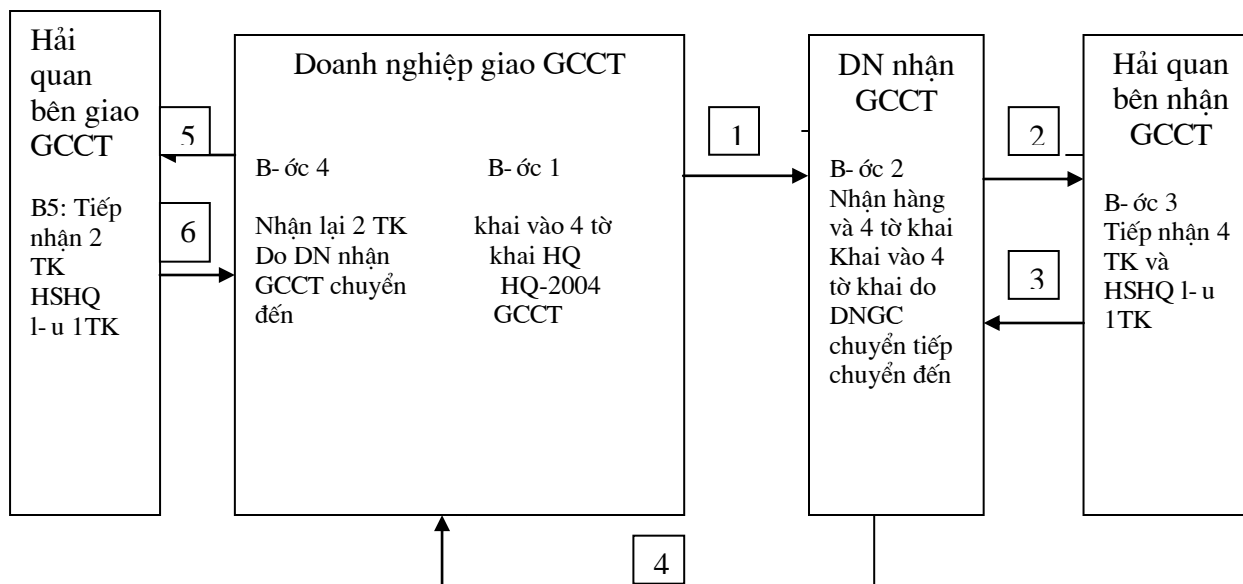 Hải
quan
bên giao
GCCT
B5: Tiếp
nhận 2
TK
HSHQ
l- u 1TK
5
6
Doanh nghiệp giao GCCT
B- ớc 4
Nhận lại 2 TK
Do DN nhận
GCCT chuyển
đến
B- ớc 1
khai vào 4 tờ
khai HQ
HQ-2004
GCCT
1
DN nhận
GCCT
B- ớc 2
Nhận hàng
và 4 tờ khai
Khai vào 4
tờ khai do
DNGC
chuyển tiếp
chuyển đến
2
3
Hải quan
bên nhận
GCCT
B- ớc 3
Tiếp nhận 4
TK và
HSHQ l- u
1TK
4